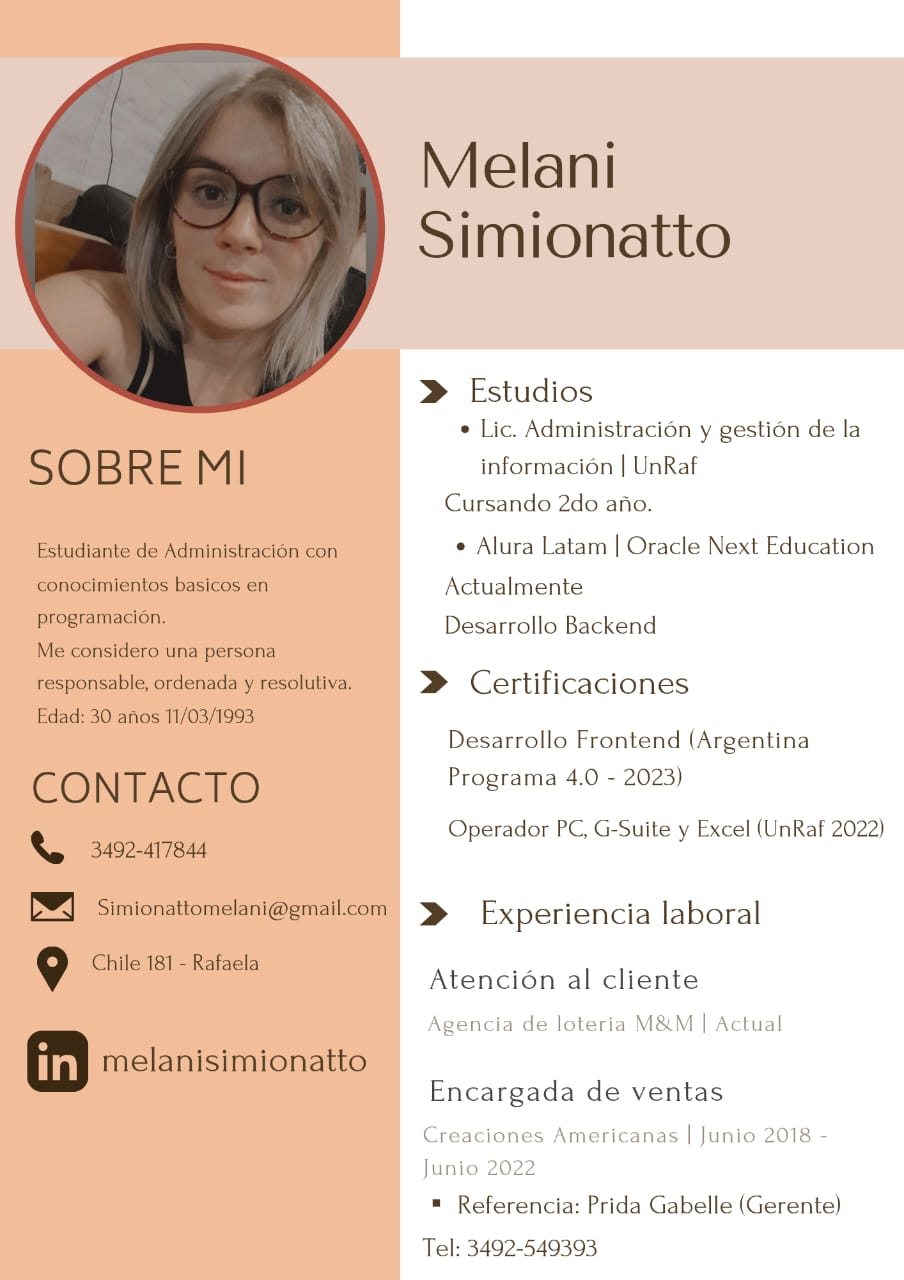 Melani
Simionatto
SOBRE MI
Estudiante de Administración con
conocimientos basicos en
programación.
Me considero una persona
responsable, ordenada y resolutiva.
Edad: 30 años 11/03/1993
CONTACTO
3492-417844
Simionattomelani@gmail.com
Chile 181 - Rafaela
in
melanisimionatto
Estudios
• Lic. Administración y gestión de la
información | UnRaf
Cursando 2do año.
• Alura Latam | Oracle Next Education
Actualmente
Desarrollo Backend
Certificaciones
Desarrollo Frontend (Argentina
Programa 4.0 - 2023)
Operador PC, G-Suite y Excel (UnRaf 2022)
Experiencia laboral
Atención al cliente
Agencia de loteria M&M | Actual
Encargada de ventas
Creaciones Americanas | Junio 2018 -
Junio 2022
▪ Referencia: Prida Gabelle (Gerente)
Tel: 3492-549393